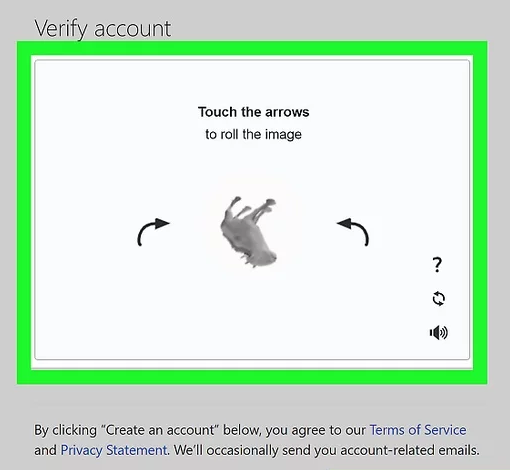 Verify account
Touch the arrows
to roll the image
?
By clicking “Create an account” below, you agree to our Terms of Service
and Privacy Statement. We’ll occasionally send you account-related emails.